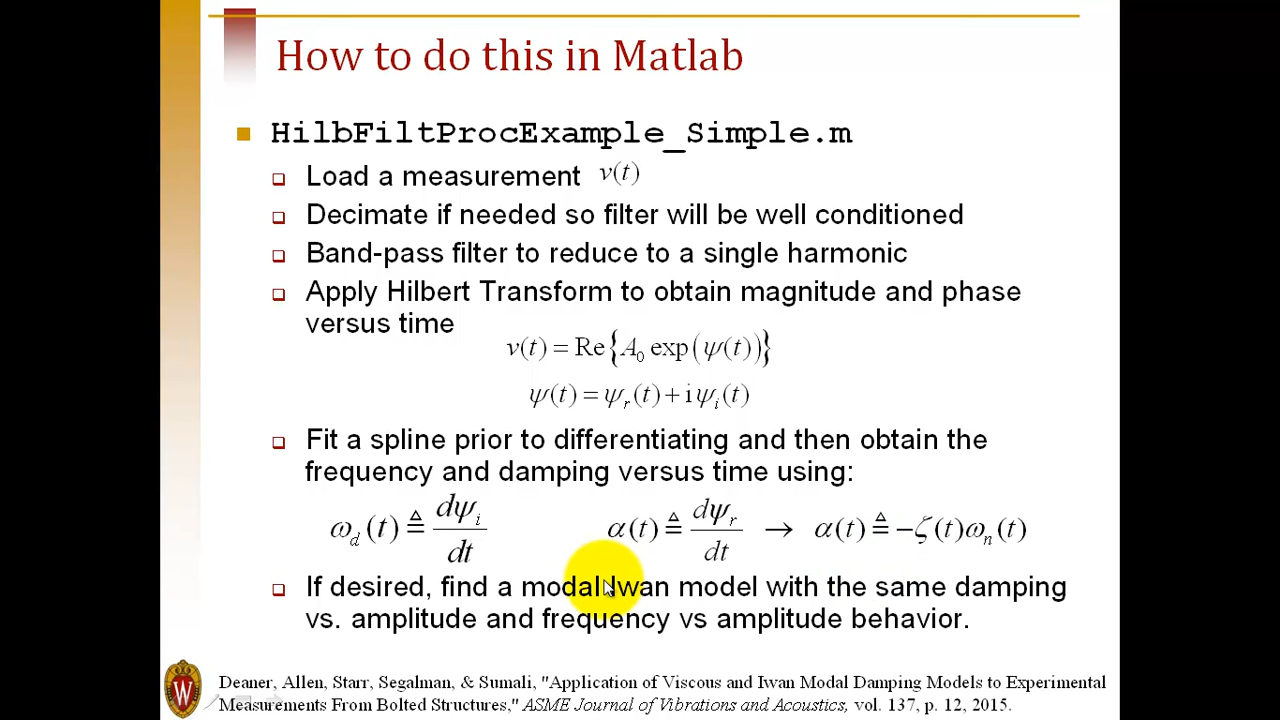 How to do this in Matlab
HilbFiltProcExample_Simple.m
Load a measurement v(t)
Decimate if needed so filter will be well conditioned
Band-pass filter to reduce to a single harmonic
Apply Hilbert Transform to obtain magnitude and phase
versus time
v(t) = Re{A₀ exp(ψ(t))}
ψ(t) = ψᵣ(t) + iψᵢ(t)
Fit a spline prior to differentiating and then obtain the
frequency and damping versus time using:
ω_d(t) ≜ dψᵢ/dt α(t) ≜ dψᵣ/dt → α(t) ≜ −ζ(t)ωₙ(t)
If desired, find a modal Iwan model with the same damping
vs. amplitude and frequency vs amplitude behavior.
W
Deaner, Allen, Starr, Segalman, & Sumali, "Application of Viscous and Iwan Modal Damping Models to Experimental
Measurements From Bolted Structures," ASME Journal of Vibrations and Acoustics, vol. 137, p. 12, 2015.